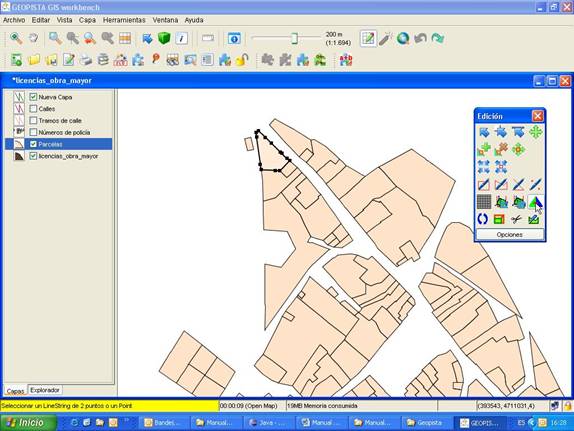 GEOPISTA GIS workbench
Archivo Editar Vista Capa Herramientas Ventana Ayuda
200 m
(1:1.694)
*licencias_obra_mayor
Nueva Capa
Calles
Tramos de calle
Números de policía
Parcelas
licencias_obra_mayor
Edición
Opciones
Capas Explorador
Seleccionar un LineString de 2 puntos o un Point
00:00:09 (Open Map)
19MB Memoria consumida
(393543, 4711031,4)
Inicio
Bandej...
Manual...
Java - ...
Manual ...
Manual...
Geopista
GEOPIS...
ES
16:28